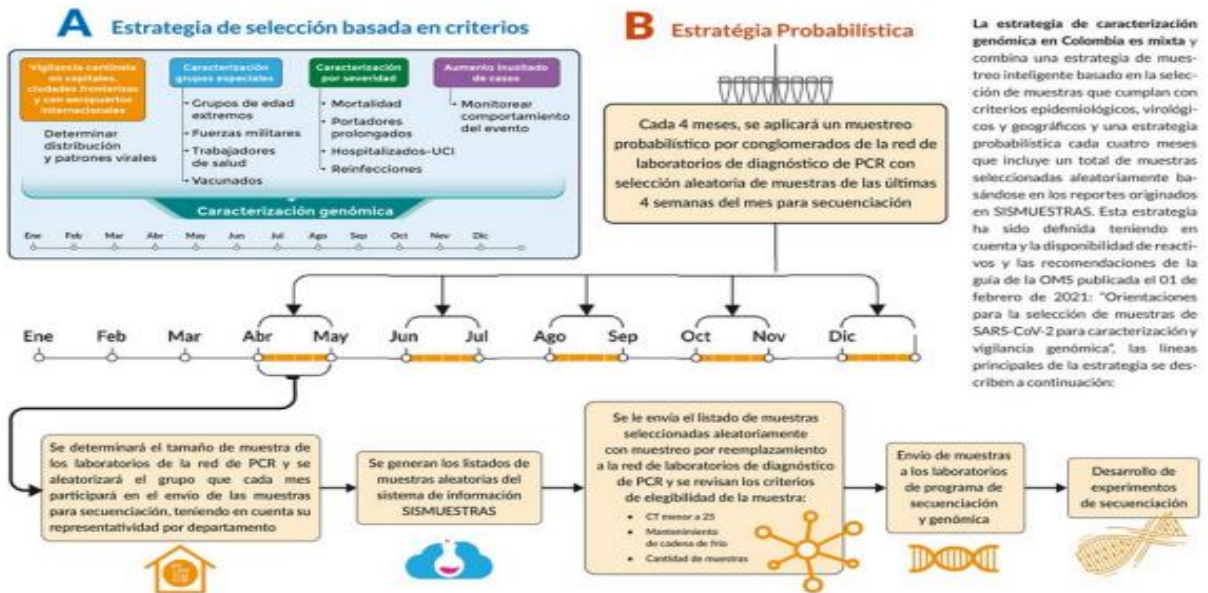 A Estrategia de selección basada en criterios
Vigilancia centinela
en capitales,
ciudades fronterizas
y con aeropuertos
internacionales
Determinar
distribución
y patrones virales
Caracterización
grupos especiales
Grupos de edad
extremos
Fuerzas militares
Trabajadores
de salud
Vacunados
Caracterización
por severidad
Mortalidad
Portadores
prolongados
Hospitalizados-UCI
Reinfecciones
Aumento inusitado
de casos
Monitorear
comportamiento
del evento
Caracterización genómica
Ene Feb Mar Abr May Jun Jul Ago Sep Oct Nov Dic
B Estratégia Probabilística
Cada 4 meses, se aplicará un muestreo
probabilístico por conglomerados de la red de
laboratorios de diagnóstico de PCR con
selección aleatoria de muestras de las últimas
4 semanas del mes para secuenciación
La estrategia de caracterización
genómica en Colombia es mixta y
combina una estrategia de mues-
treo inteligente basado en la selec-
ción de muestras que cumplan con
criterios epidemiológicos, virológi-
cos y geográficos y una estrategia
probabilística cada cuatro meses
que incluye un total de muestras
seleccionadas aleatoriamente ba-
sándose en los reportes originados
en SISMUESTRAS. Esta estrategia
ha sido definida teniendo en
cuenta y la disponibilidad de reacti-
vos y las recomendaciones de la
guía de la OMS publicada el 01 de
febrero de 2021: "Orientaciones
para la selección de muestras de
SARS-CoV-2 para caracterización y
vigilancia genómica", las líneas
principales de la estrategia se des-
criben a continuación:
Ene Feb Mar Abr May Jun Jul Ago Sep Oct Nov Dic
Se determinará el tamaño de muestra de
los laboratorios de la red de PCR y se
aleatorizará el grupo que cada mes
participará en el envio de las muestras
para secuenciación, teniendo en cuenta su
representatividad por departamento
Se generan los listados de
muestras aleatorias del
sistema de información
SISMUESTRAS
Se le envía el listado de muestras
seleccionadas aleatoriamente
con muestreo por reemplazamiento
a la red de laboratorios de diagnóstico
de PCR y se revisan los criterios
de elegibilidad de la muestra:
• CT menor a 25
• Mantenimiento
de cadena de frío
• Cantidad de muestras
Envio de muestras
a los laboratorios
de programa de
secuenciación
y genómica
Desarrollo de
experimentos
de secuenciación